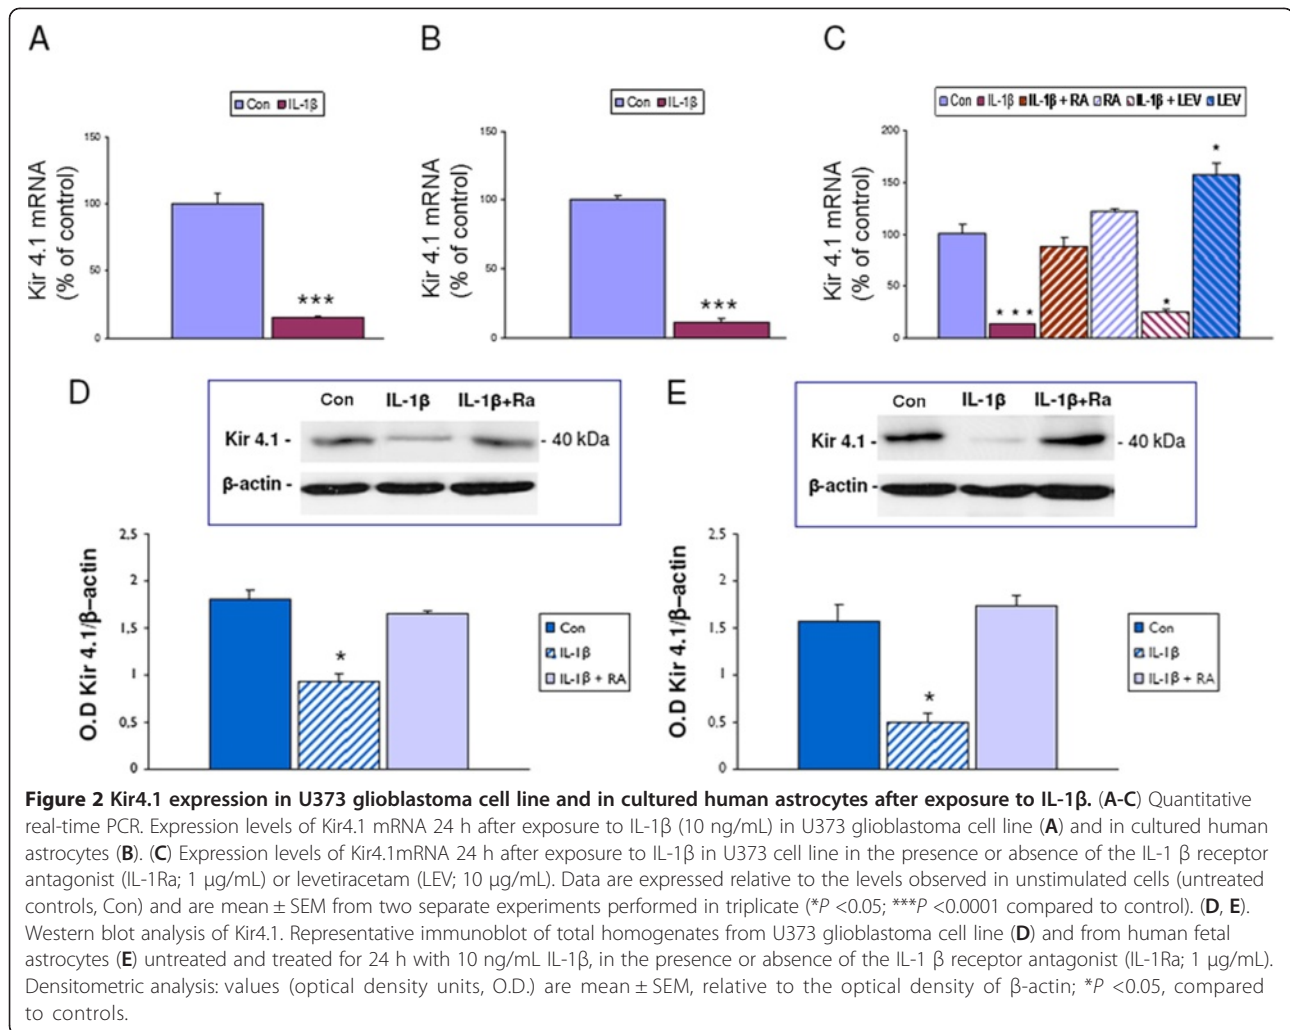 A
Con IL-1β
Kir 4.1 mRNA
(% of control)
150
100
50
0
***
B
Con IL-1β
Kir 4.1 mRNA
(% of control)
150
100
50
0
***
C
Con IL-1β IL-1β + RA RA IL-1β + LEV LEV
Kir 4.1 mRNA
(% of control)
200
150
100
50
0
* * *
*
*
D
Con IL-1β IL-1β+Ra
Kir 4.1 - - 40 kDa
β-actin -
O.D Kir 4.1/β–actin
2.5
2
1,5
1
0,5
0
*
Con
IL-1β
IL-1β + RA
E
Con IL-1β IL-1β+Ra
Kir 4.1 - - 40 kDa
β-actin -
O.D Kir 4.1/β–actin
2.5
2
1,5
1
0,5
0
*
Con
IL-1β
IL-1β + RA
Figure 2 Kir4.1 expression in U373 glioblastoma cell line and in cultured human astrocytes after exposure to IL-1β. (A-C) Quantitative
real-time PCR. Expression levels of Kir4.1 mRNA 24 h after exposure to IL-1β (10 ng/mL) in U373 glioblastoma cell line (A) and in cultured human
astrocytes (B). (C) Expression levels of Kir4.1mRNA 24 h after exposure to IL-1β in U373 cell line in the presence or absence of the IL-1 β receptor
antagonist (IL-1Ra; 1 μg/mL) or levetiracetam (LEV; 10 μg/mL). Data are expressed relative to the levels observed in unstimulated cells (untreated
controls, Con) and are mean ± SEM from two separate experiments performed in triplicate (*P <0.05; ***P <0.0001 compared to control). (D, E).
Western blot analysis of Kir4.1. Representative immunoblot of total homogenates from U373 glioblastoma cell line (D) and from human fetal
astrocytes (E) untreated and treated for 24 h with 10 ng/mL IL-1β, in the presence or absence of the IL-1 β receptor antagonist (IL-1Ra; 1 μg/mL).
Densitometric analysis: values (optical density units, O.D.) are mean ± SEM, relative to the optical density of β-actin; *P <0.05, compared
to controls.